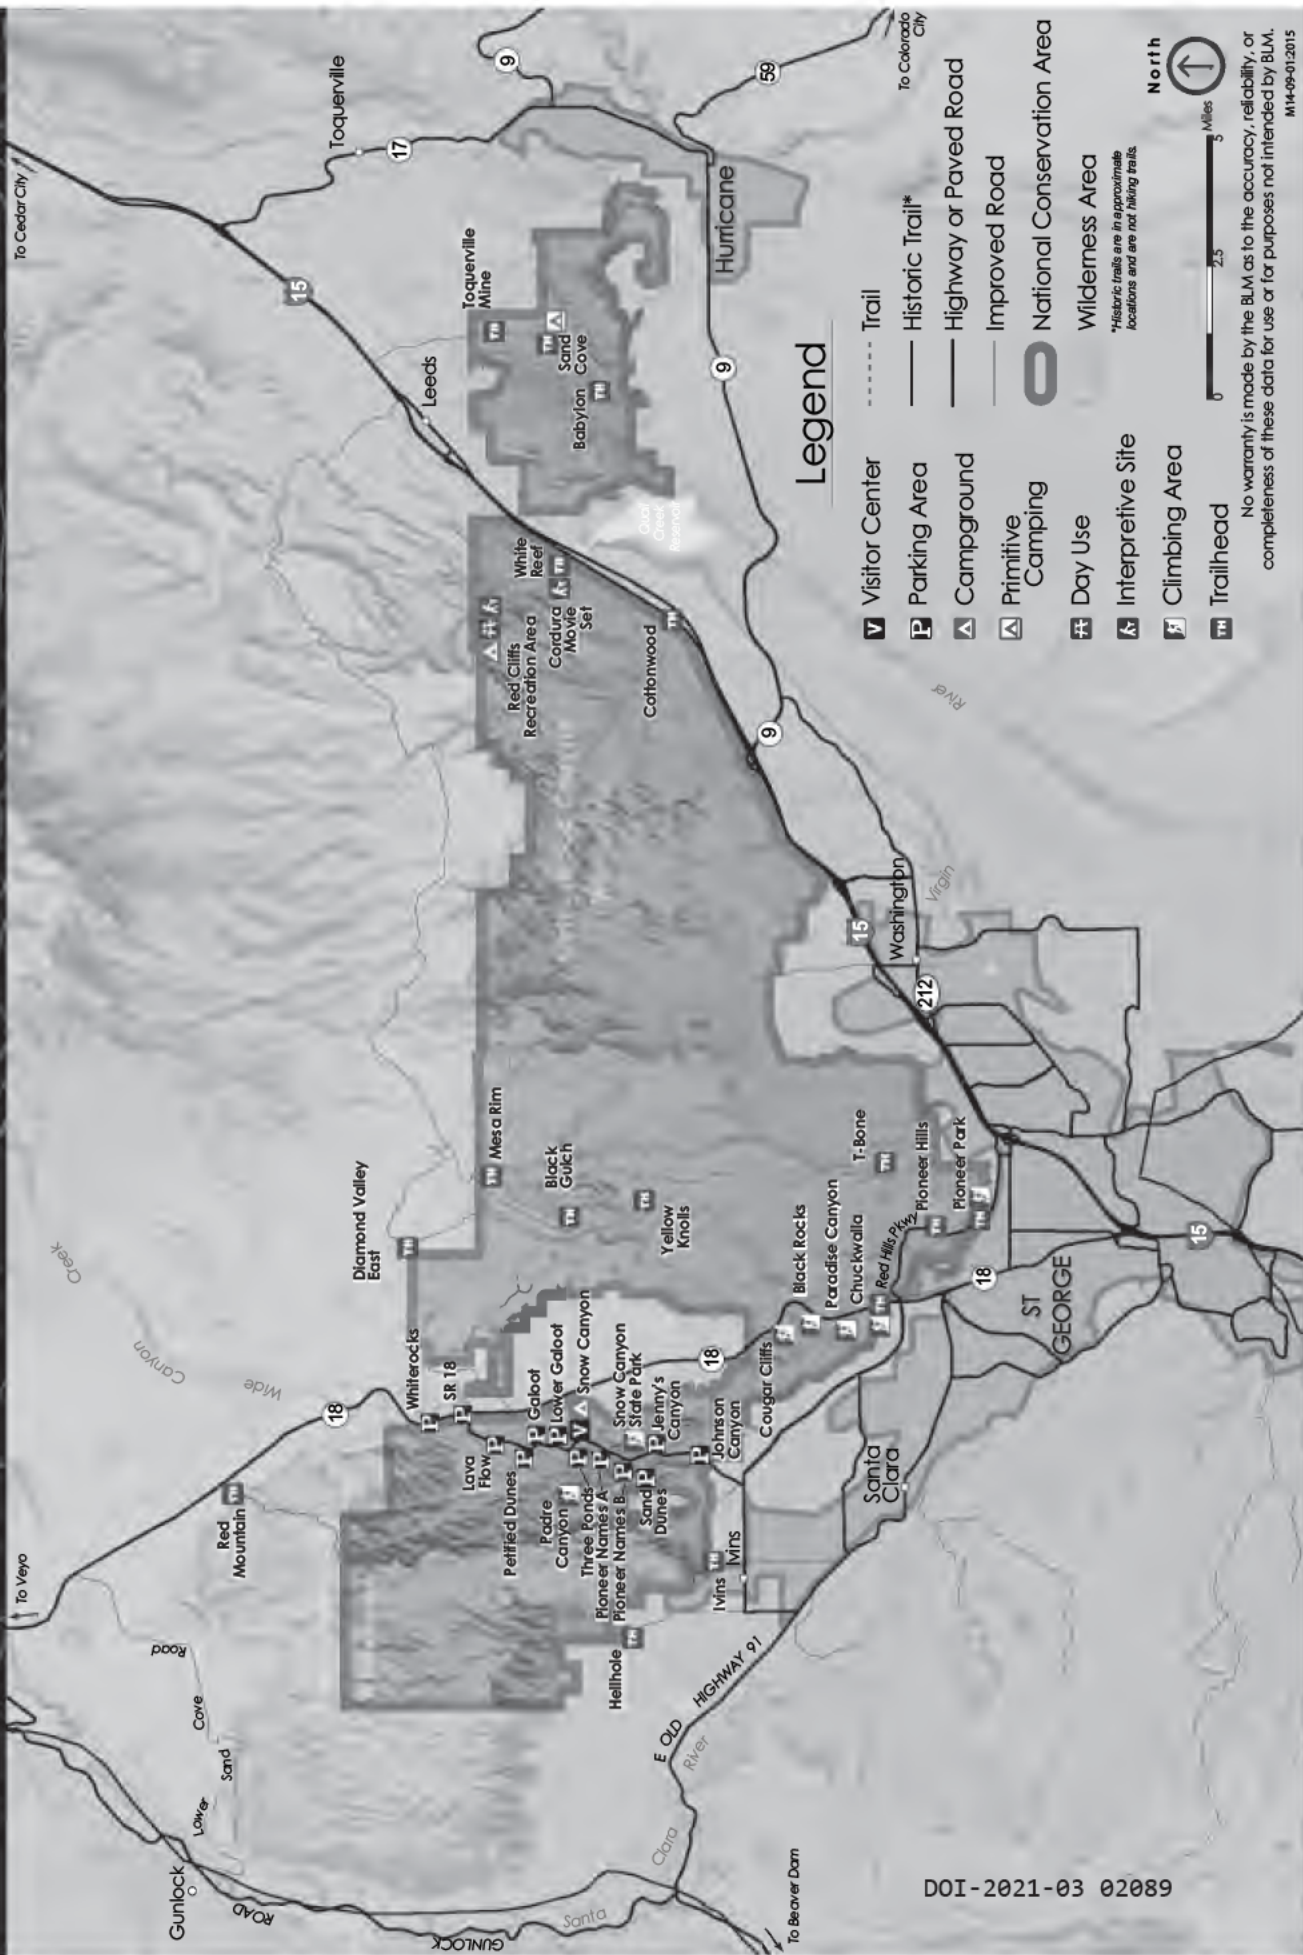 To Cedar City
To Veyo
To Colorado
City
To Beaver Dam
Toquerville
Leeds
Hurricane
Washington
ST
GEORGE
Santa
Clara
Ivins
Gunlock
15
15
15
9
9
9
17
59
18
18
18
212
Toquerville
Mine
Sand
Cove
Babylon
Quail
Creek
Reservoir
White
Reef
Cordura
Movie
Set
Red Cliffs
Recreation Area
Cottonwood
Mesa Rim
Black
Gulch
Yellow
Knolls
Diamond Valley
East
T-Bone
Pioneer Hills
Pioneer Park
Red Hills Pkwy
Black Rocks
Paradise Canyon
Chuckwalla
Cougar Cliffs
Whiterocks
SR 18
Galoot
Lower Galoot
Snow Canyon
Snow Canyon
State Park
Jenny's
Canyon
Johnson
Canyon
Lava
Flow
Petified Dunes
Padre
Canyon
Three Ponds
Pioneer Names A
Pioneer Names B
Sand
Dunes
Ivins
Hellhole
Red
Mountain
Wide
Canyon
Creek
Lower
Sand
Cove
Road
GUNLOCK
ROAD
Santa
Clara
River
E OLD
HIGHWAY 91
Virgin
River
Legend
V Visitor Center
P Parking Area
Campground
Primitive
Camping
Day Use
Interpretive Site
Climbing Area
TH Trailhead
Trail
Historic Trail*
Highway or Paved Road
Improved Road
National Conservation Area
Wilderness Area
*Historic trails are in approximate
locations and are not hiking trails.
North
0 2.5 5
Miles
No warranty is made by the BLM as to the accuracy, reliability, or
completeness of these data for use or for purposes not intended by BLM.
M14-09-01:2015
DOI-2021-03 02089